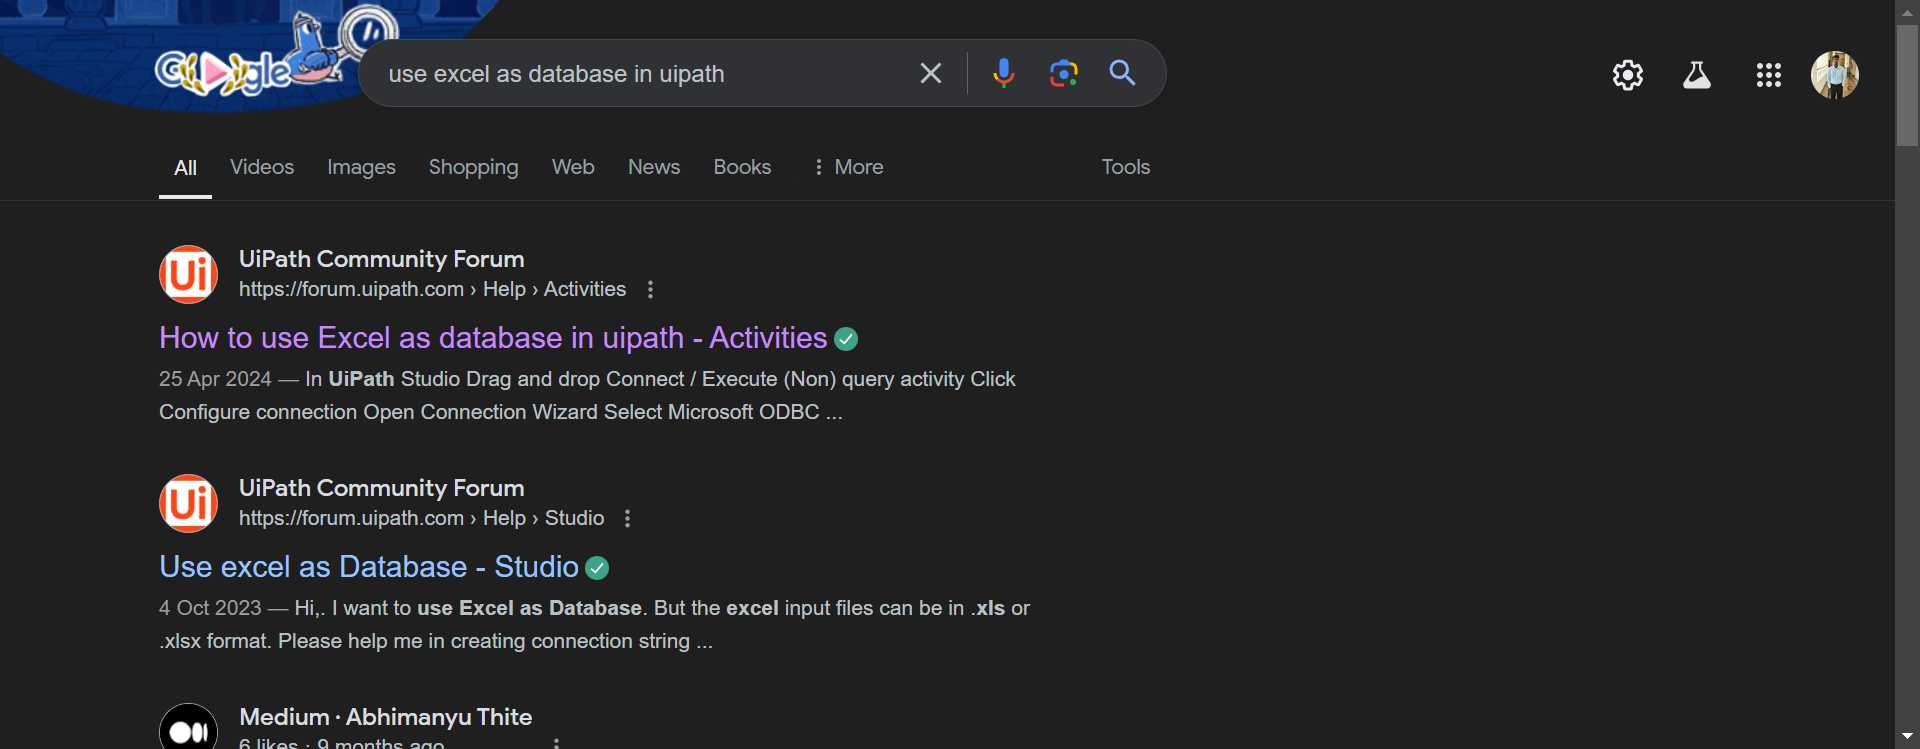 Google
use excel as database in uipath
All Videos Images Shopping Web News Books More Tools
Ui
UiPath Community Forum
https://forum.uipath.com › Help › Activities
How to use Excel as database in uipath - Activities
25 Apr 2024 — In UiPath Studio Drag and drop Connect / Execute (Non) query activity Click
Configure connection Open Connection Wizard Select Microsoft ODBC ...
Ui
UiPath Community Forum
https://forum.uipath.com › Help › Studio
Use excel as Database - Studio
4 Oct 2023 — Hi,. I want to use Excel as Database. But the excel input files can be in .xls or
.xlsx format. Please help me in creating connection string ...
Medium · Abhimanyu Thite
6 likes · 9 months ago